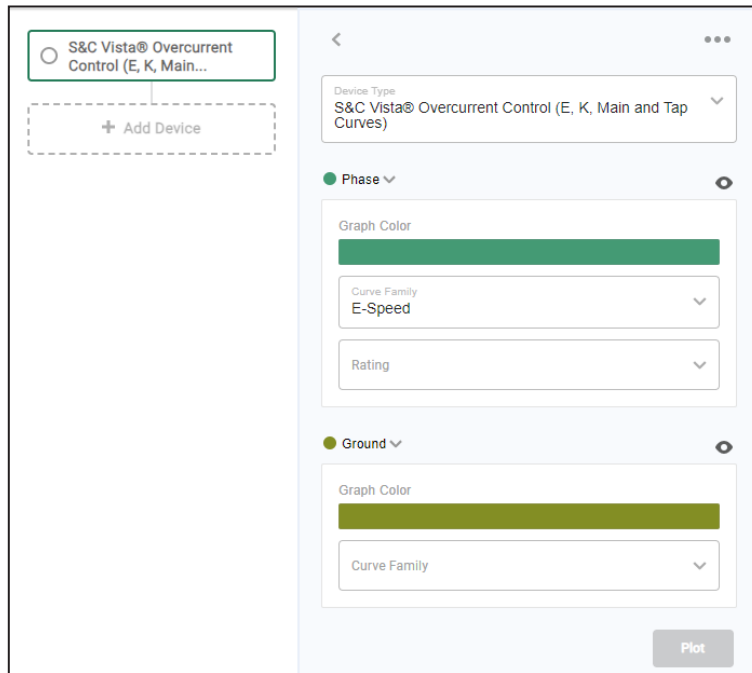 S&C Vista® Overcurrent
Control (E, K, Main...
Add Device
Device Type
S&C Vista® Overcurrent Control (E, K, Main and Tap
Curves)
Phase
Graph Color
Curve Family
E-Speed
Rating
Ground
Graph Color
Curve Family
Plot